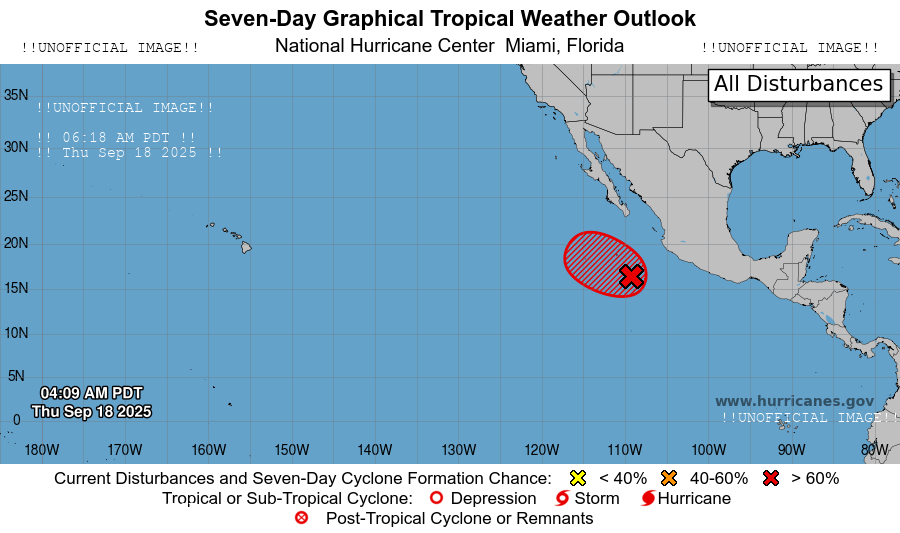 Seven-Day Graphical Tropical Weather Outlook
!!UNOFFICIAL IMAGE!! National Hurricane Center Miami, Florida !!UNOFFICIAL IMAGE!!
All Disturbances
35N
!!UNOFFICIAL IMAGE!!
!! 06:18 AM PDT !!
30N
!! Thu Sep 18 2025 !!
25N
20N
15N
10N
5N
04:09 AM PDT
www.hurricanes.gov
Thu Sep 18 2025
0
!!UNOFFICIAL IMAGE!!
180W 170W 160W 150W 140W 130W 120W 110W 100W 90W 80W
Current Disturbances and Seven-Day Cyclone Formation Chance: < 40% 40-60% > 60%
Tropical or Sub-Tropical Cyclone: Depression Storm Hurricane
Post-Tropical Cyclone or Remnants